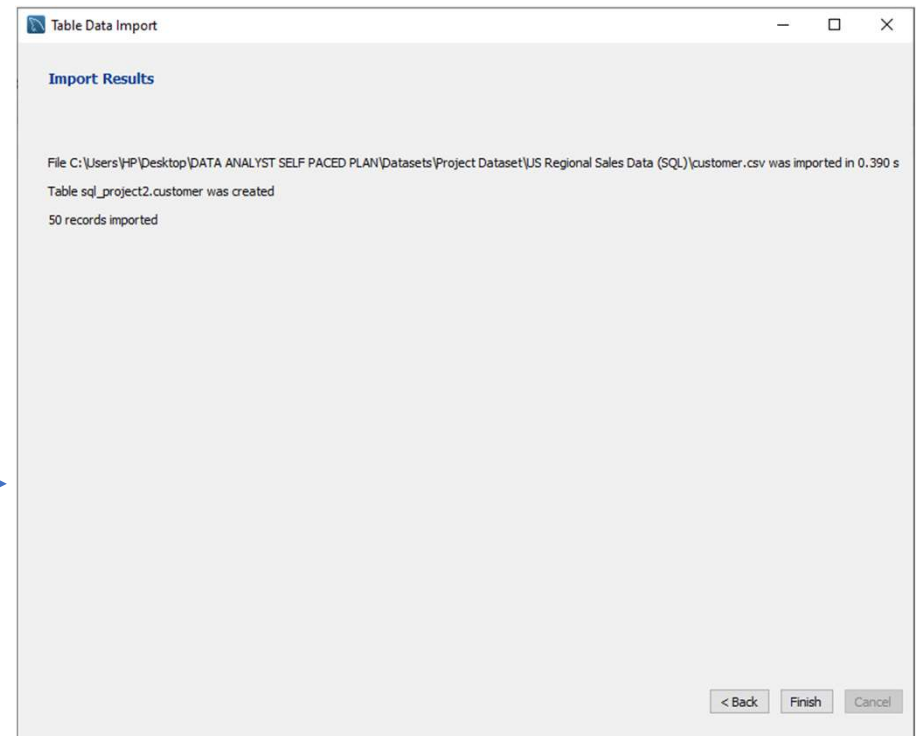 Table Data Import
Import Results
File C:\Users\HP\Desktop\DATA ANALYST SELF PACED PLAN\Datasets\Project Dataset\US Regional Sales Data (SQL)\customer.csv was imported in 0.390 s
Table sql_project2.customer was created
50 records imported
< Back Finish Cancel